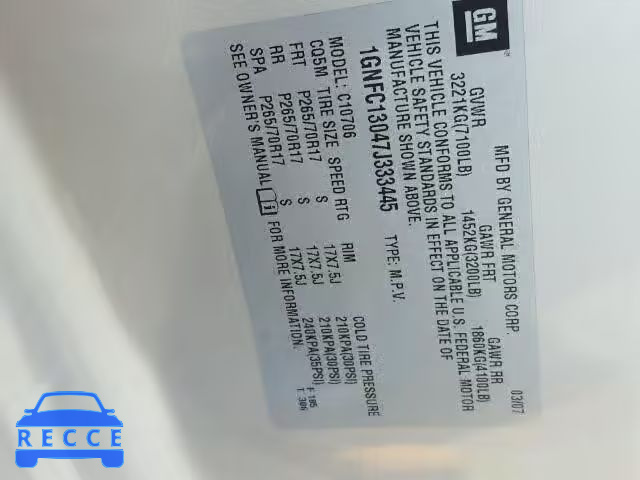 GM
MFD BY GENERAL MOTORS CORP. 03/07
GVWR GAWR FRT GAWR RR
3221KG(7100LB) 1452KG(3200LB) 1860KG(4100LB)
THIS VEHICLE CONFORMS TO ALL APPLICABLE U.S. FEDERAL MOTOR
VEHICLE SAFETY STANDARDS IN EFFECT ON THE DATE OF
MANUFACTURE SHOWN ABOVE.
1GNFC13047J333445 TYPE: M.P.V.
MODEL: C10706
CQ5M TIRE SIZE SPEED RTG RIM COLD TIRE PRESSURE
FRT P265/70R17 S 17X7.5J 210KPA(30PSI)
RR P265/70R17 S 17X7.5J 210KPA(30PSI)
SPA P265/70R17 S 17X7.5J 240KPA(35PSI)
SEE OWNER'S MANUAL FOR MORE INFORMATION.
RECCE